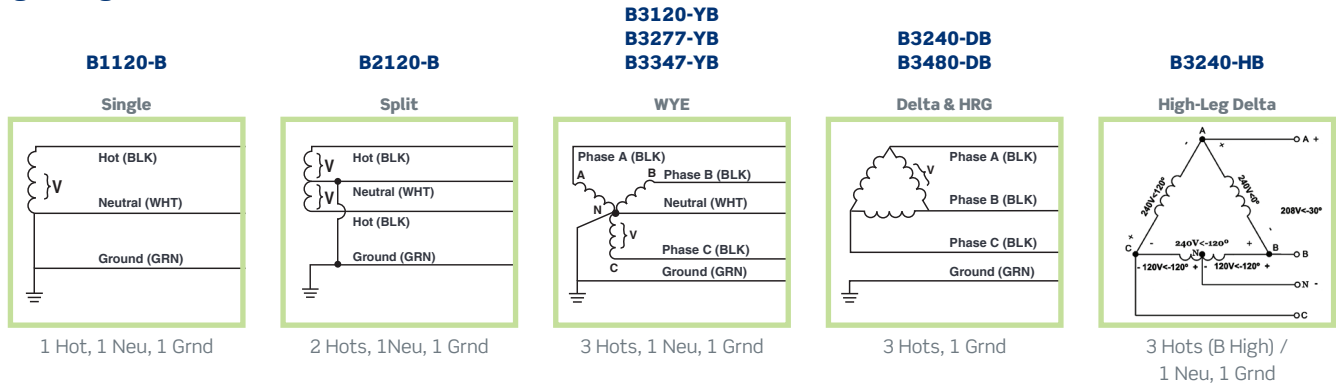 B1120-B
Single
Hot (BLK)
V
Neutral (WHT)
Ground (GRN)
1 Hot, 1 Neu, 1 Grnd
B2120-B
Split
V
Hot (BLK)
V
Neutral (WHT)
Hot (BLK)
Ground (GRN)
2 Hots, 1Neu, 1 Grnd
B3120-YB
B3277-YB
B3347-YB
WYE
Phase A (BLK)
A
B
Phase B (BLK)
N
Neutral (WHT)
V
Phase C (BLK)
C
Ground (GRN)
3 Hots, 1 Neu, 1 Grnd
B3240-DB
B3480-DB
Delta & HRG
Phase A (BLK)
V
Phase B (BLK)
Phase C (BLK)
Ground (GRN)
3 Hots, 1 Grnd
B3240-HB
High-Leg Delta
A
A +
- +
240V<120°
240V<0°
208V<-30°
+ -
C - 240V<-120° + B
N
B
- 120V<-120° + - 120V<-120° +
N -
C
3 Hots (B High) /
1 Neu, 1 Grnd